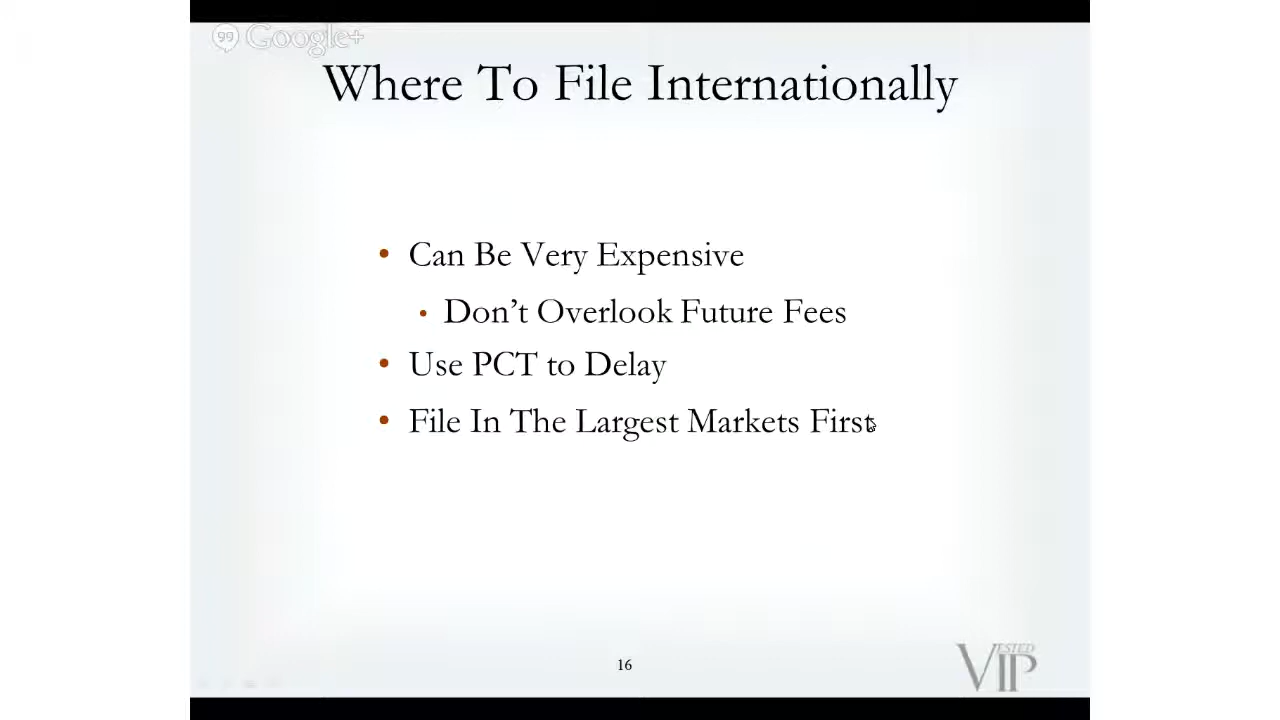 Google+
Where To File Internationally
• Can Be Very Expensive
• Don't Overlook Future Fees
• Use PCT to Delay
• File In The Largest Markets First
16
VESTED
IP